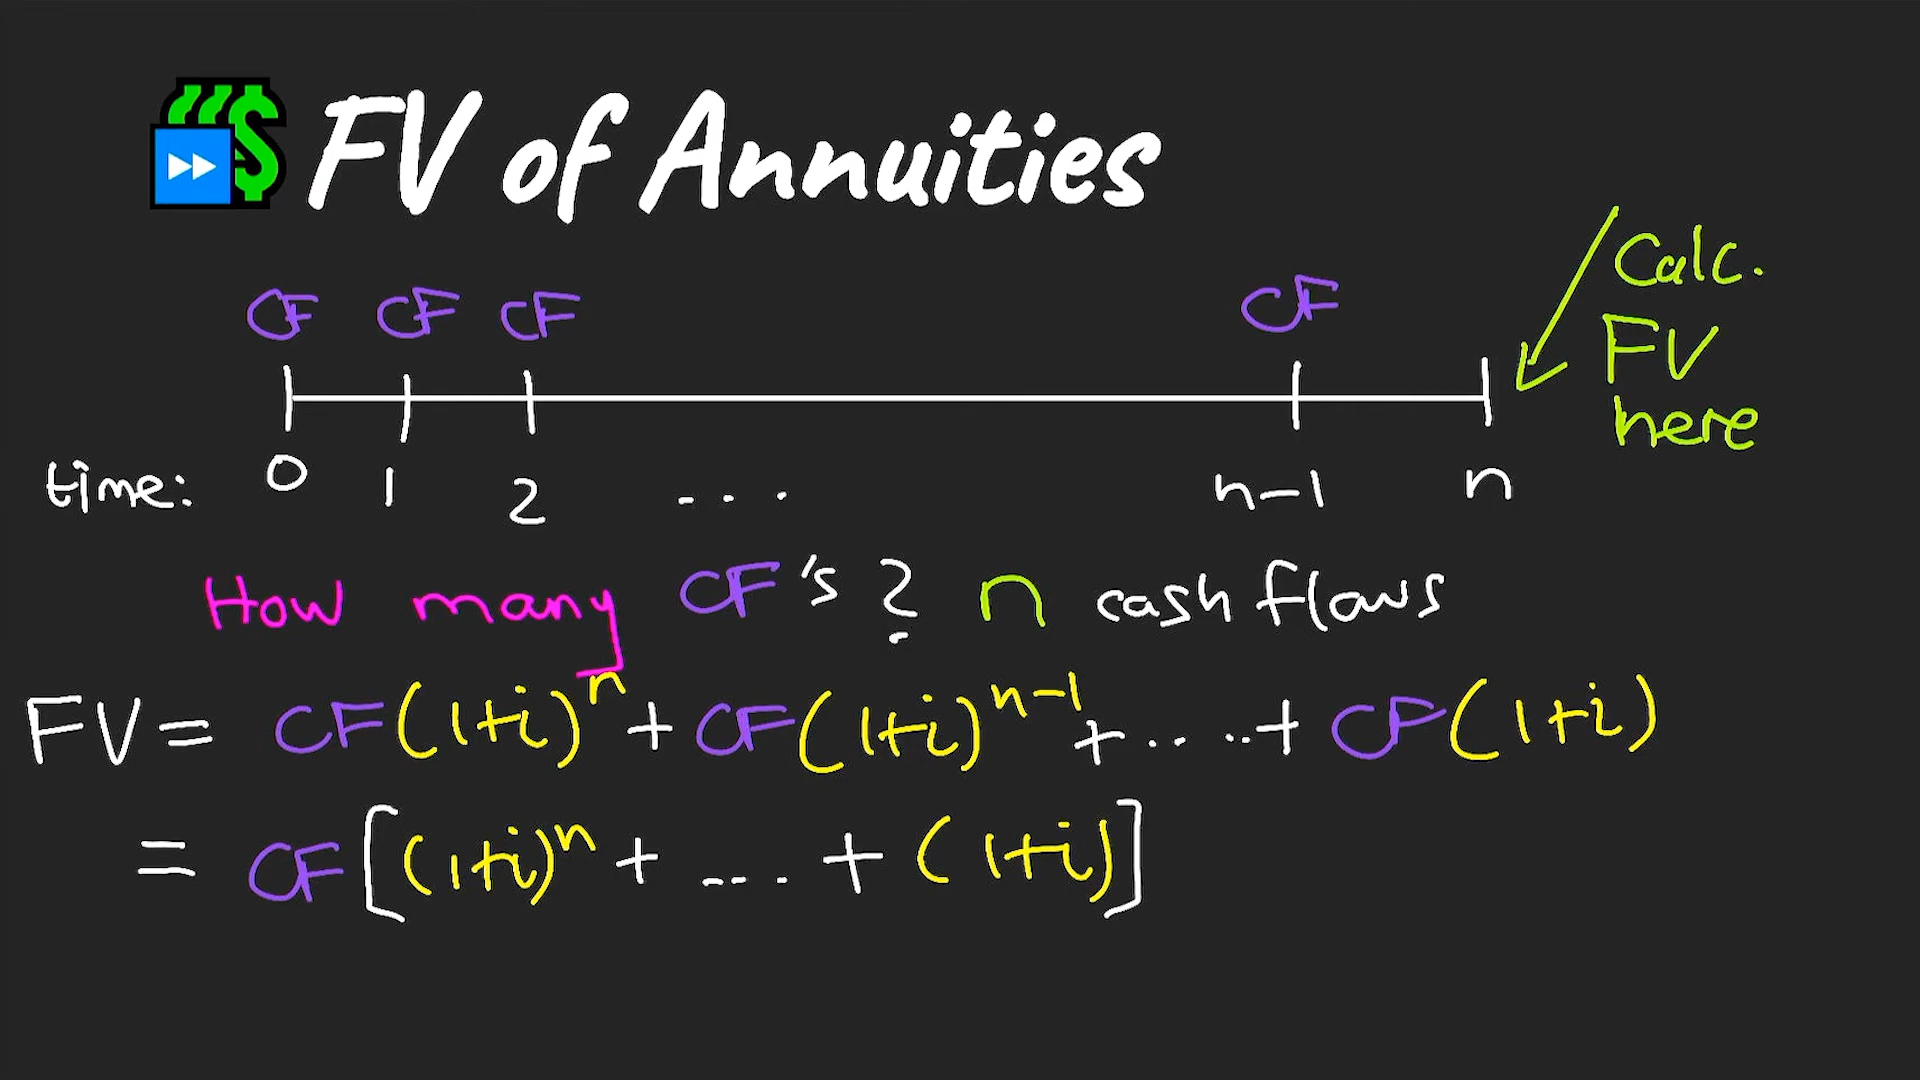 FV of Annuities
Calc.
FV
here
CF CF CF CF
time: 0 1 2 ... n-1 n
How many CF's? n cash flows
FV = CF(1+i)^n + CF(1+i)^n-1 + .... + CF(1+i)
= CF[(1+i)^n + .... + (1+i)]